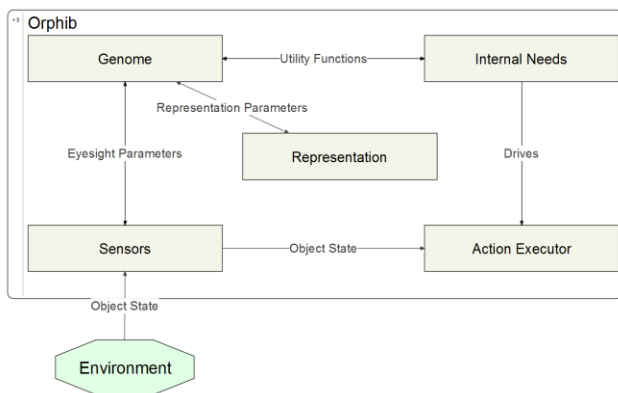 Orphib
Genome
Utility Functions
Internal Needs
Representation Parameters
Eyesight Parameters
Representation
Drives
Sensors
Object State
Action Executor
Object State
Environment